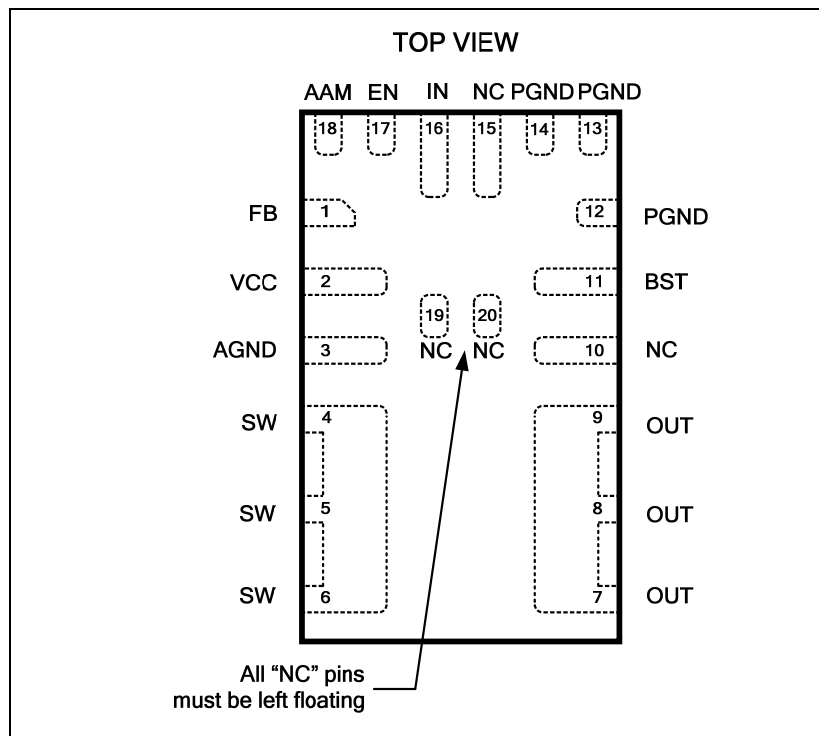 TOP VIEW
AAM EN IN NC PGND PGND
18 17 16 15 14 13
FB 1 12 PGND
VCC 2 11 BST
19 20
AGND 3 NC NC 10 NC
SW 4 9 OUT
SW 5 8 OUT
SW 6 7 OUT
All “NC” pins
must be left floating